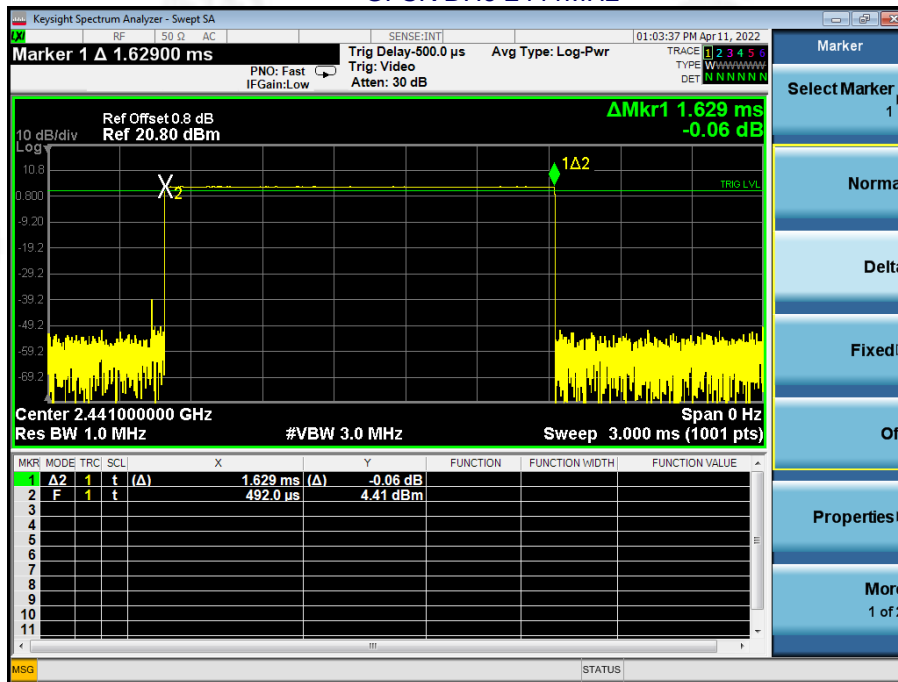 Keysight Spectrum Analyzer - Swept SA
LXI RF 50 Ω AC SENSE:INT 01:03:37 PM Apr 11, 2022
Marker 1 Δ 1.62900 ms
Trig Delay-500.0 µs Avg Type: Log-Pwr TRACE 1 2 3 4 5 6
PNO: Fast Trig: Video TYPE WWWWWWW
IFGain:Low Atten: 30 dB DET N N N N N N
Marker
Select Marker
1
ΔMkr1 1.629 ms
-0.06 dB
Ref Offset 0.8 dB
10 dB/div Ref 20.80 dBm
Log
1Δ2
10.8
X2
TRIG LVL
0.800
-9.20
-19.2
-29.2
-39.2
-49.2
-59.2
-69.2
Center 2.441000000 GHz Span 0 Hz
Res BW 1.0 MHz #VBW 3.0 MHz Sweep 3.000 ms (1001 pts)
MKR MODE TRC SCL X Y FUNCTION FUNCTION WIDTH FUNCTION VALUE
1 Δ2 1 t (Δ) 1.629 ms (Δ) -0.06 dB
2 F 1 t 492.0 µs 4.41 dBm
3
4
5
6
7
8
9
10
11
Norma
Delta
Fixed
Of
Properties
More
1 of 2
MSG STATUS